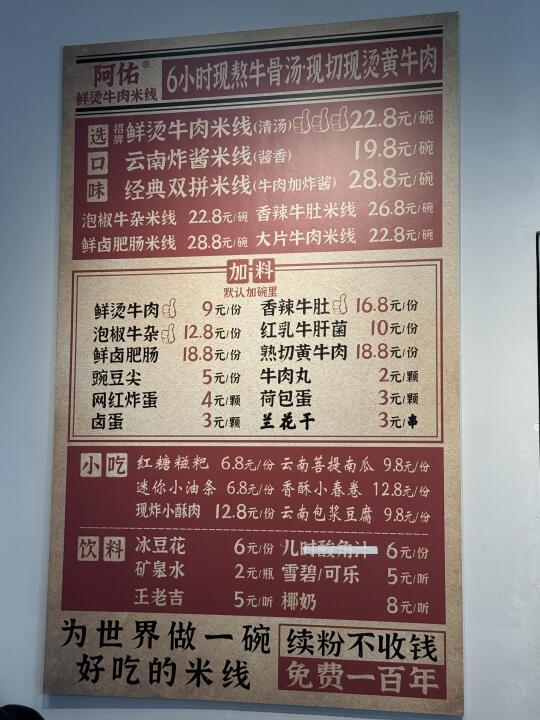 阿佑®
鲜烫牛肉米线
6小时现熬牛骨汤·现切现烫黄牛肉
选口味
招牌 鲜烫牛肉米线(清汤) 22.8元/碗
云南炸酱米线(酱香) 19.8元/碗
经典双拼米线(牛肉加炸酱) 28.8元/碗
泡椒牛杂米线 22.8元/碗 香辣牛肚米线 26.8元/碗
鲜卤肥肠米线 28.8元/碗 大片牛肉米线 22.8元/碗
加料
默认加碗里
鲜烫牛肉 9元/份 香辣牛肚 16.8元/份
泡椒牛杂 12.8元/份 红乳牛肝菌 10元/份
鲜卤肥肠 18.8元/份 熟切黄牛肉 18.8元/份
豌豆尖 5元/份 牛肉丸 2元/颗
网红炸蛋 4元/颗 荷包蛋 3元/颗
卤蛋 3元/颗 兰花干 3元/串
小吃 红糖糍粑 6.8元/份 云南菩提南瓜 9.8元/份
迷你小油条 6.8元/份 香酥小春卷 12.8元/份
现炸小酥肉 12.8元/份 云南包浆豆腐 9.8元/份
饮料 冰豆花 6元/份 儿时酸角汁 6元/份
矿泉水 2元/瓶 雪碧/可乐 5元/听
王老吉 5元/听 椰奶 8元/听
为世界做一碗
好吃的米线
续粉不收钱
免费一百年